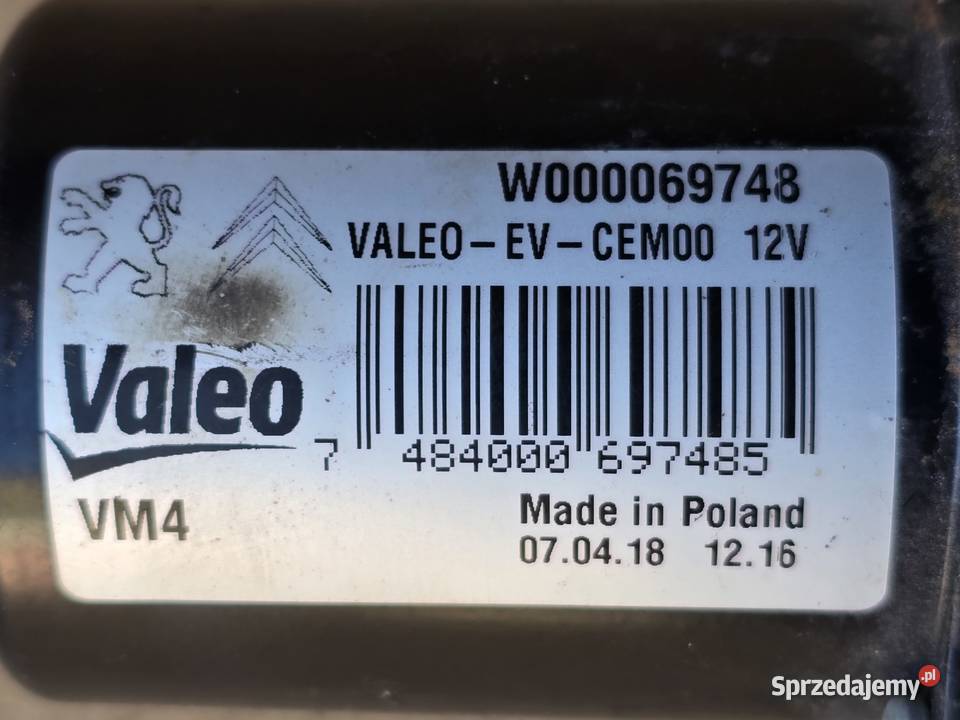 W000069748
VALEO-EV-CEM00 12V
Valeo
7 484000 697485
VM4
Made in Poland
07.04.18 12.16
Sprzedajemy.pl